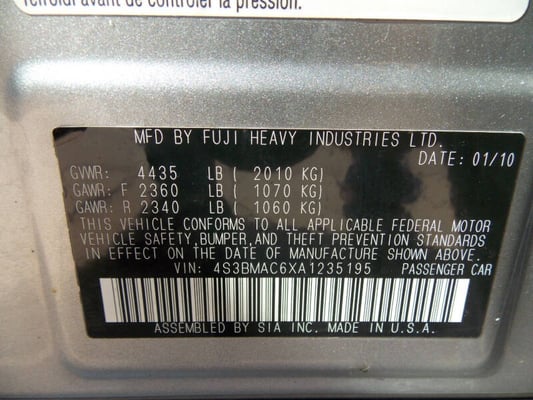 refroidi avant de contrôler la pression.
MFD BY FUJI HEAVY INDUSTRIES LTD.
DATE: 01/10
GVWR: 4435 LB ( 2010 KG)
GAWR: F 2360 LB ( 1070 KG)
GAWR: R 2340 LB ( 1060 KG)
THIS VEHICLE CONFORMS TO ALL APPLICABLE FEDERAL MOTOR
VEHICLE SAFETY,BUMPER,AND THEFT PREVENTION STANDARDS
IN EFFECT ON THE DATE OF MANUFACTURE SHOWN ABOVE.
VIN: 4S3BMAC6XA1235195 PASSENGER CAR
ASSEMBLED BY SIA INC. MADE IN U.S.A.